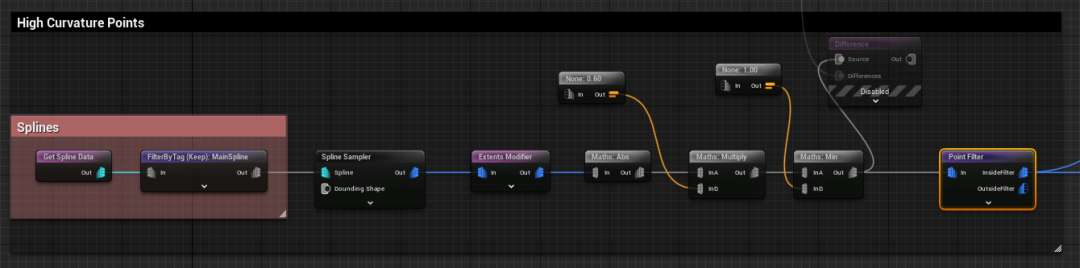 High Curvature Points
Difference
Source Out
Differences
Disabled
None: 0.60
In Out
None: 1.00
In Out
Splines
Get Spline Data
Out
FilterByTag (Keep): MainSpline
In Out
Spline Sampler
Spline Out
Bounding Shape
Extents Modifier
In Out
Maths: Abs
In Out
Maths: Multiply
InA Out
InB
Maths: Min
InA Out
InB
Point Filter
In InsideFilter
OutsideFilter